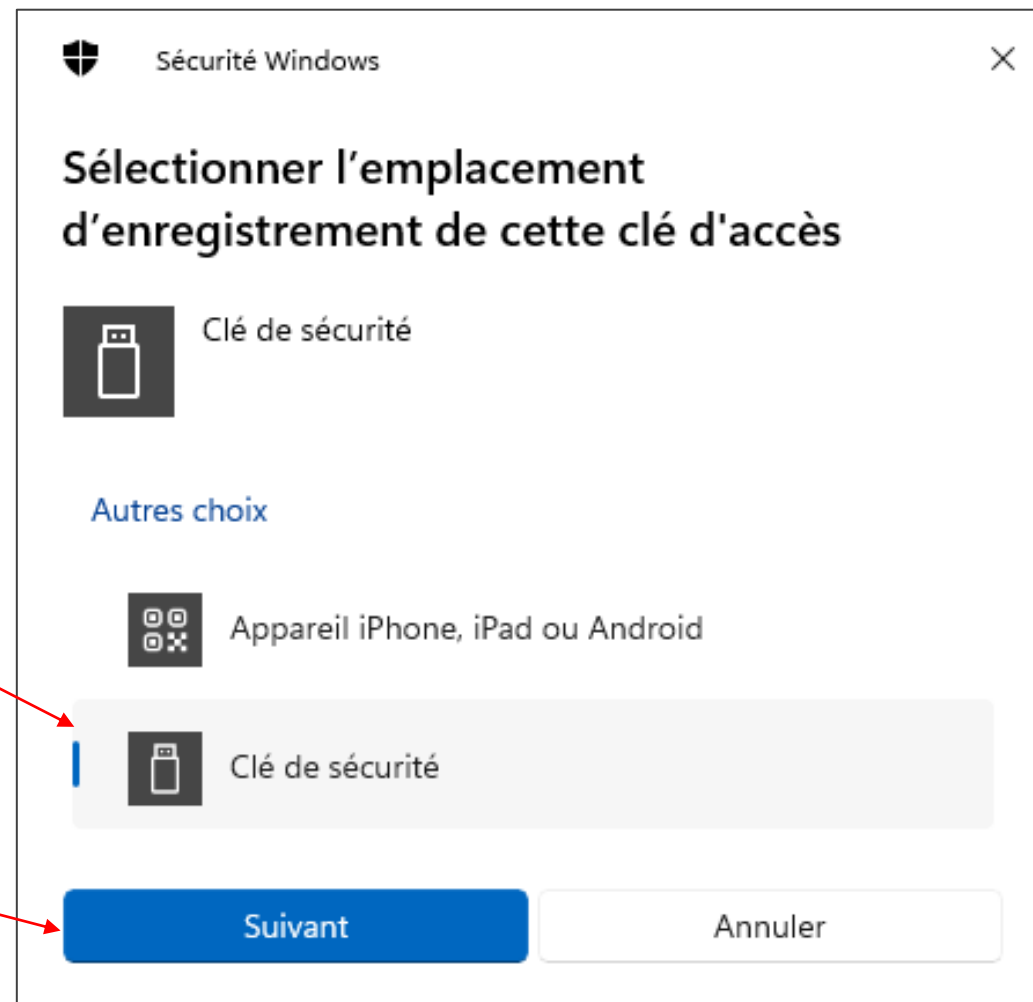 Sécurité Windows
Sélectionner l’emplacement
d’enregistrement de cette clé d'accès
Clé de sécurité
Autres choix
Appareil iPhone, iPad ou Android
Clé de sécurité
Suivant
Annuler